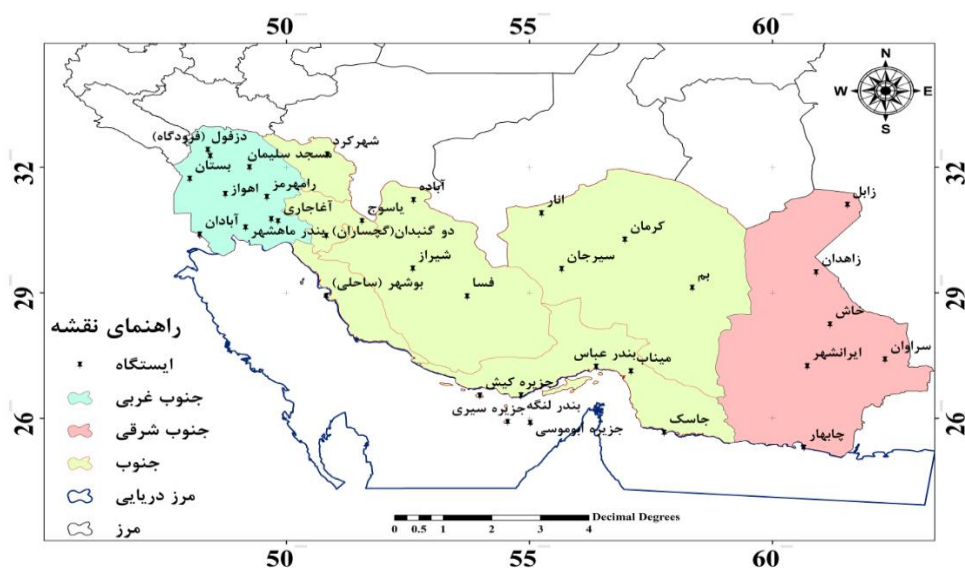 50
55
60
N
W
E
S
32
29
26
32
29
26
دزفول (فرودگاه)
شهرکرد
مسجد سلیمان
بستان
آباده
زابل
رامهرمز
اهواز
انار
یاسوج
آغاجاری
کرمان
دو گنبدان(گچساران)
بندر ماهشهر
آبادان
زاهدان
شیراز
سیرجان
بوشهر (ساحلی)
فسا
بم
خاش
سراوان
ایرانشهر
بندر عباس
میناب
جزیره کیش
بندر لنگه
جزیره سیری
جزیره ابوموسی
جاسک
چابهار
راهنمای نقشه
ایستگاه
جنوب غربی
جنوب شرقی
جنوب
مرز دریایی
مرز
Decimal Degrees
0 0.5 1 2 3 4
50
55
60